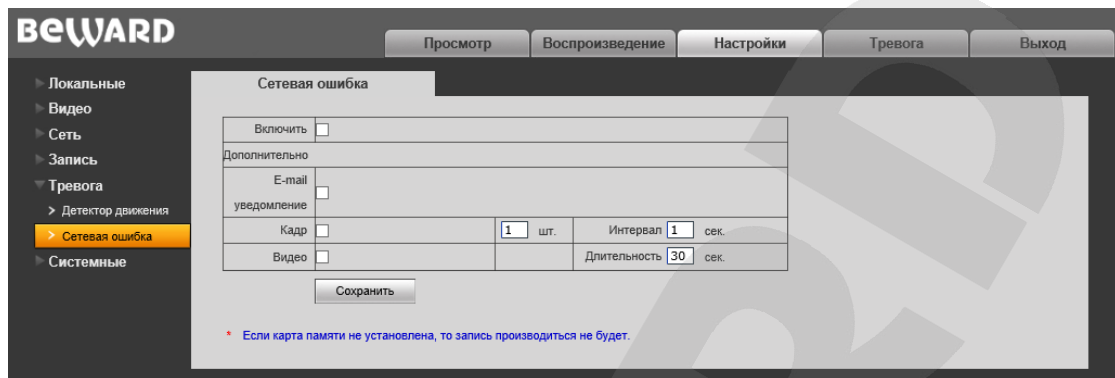 BEWARD
Просмотр Воспроизведение Настройки Тревога Выход
Локальные
Видео
Сеть
Запись
Тревога
> Детектор движения
> Сетевая ошибка
Системные
Сетевая ошибка
Включить
Дополнительно
E-mail
уведомление
Кадр 1 шт. Интервал 1 сек.
Видео Длительность 30 сек.
Сохранить
* Если карта памяти не установлена, то запись производиться не будет.